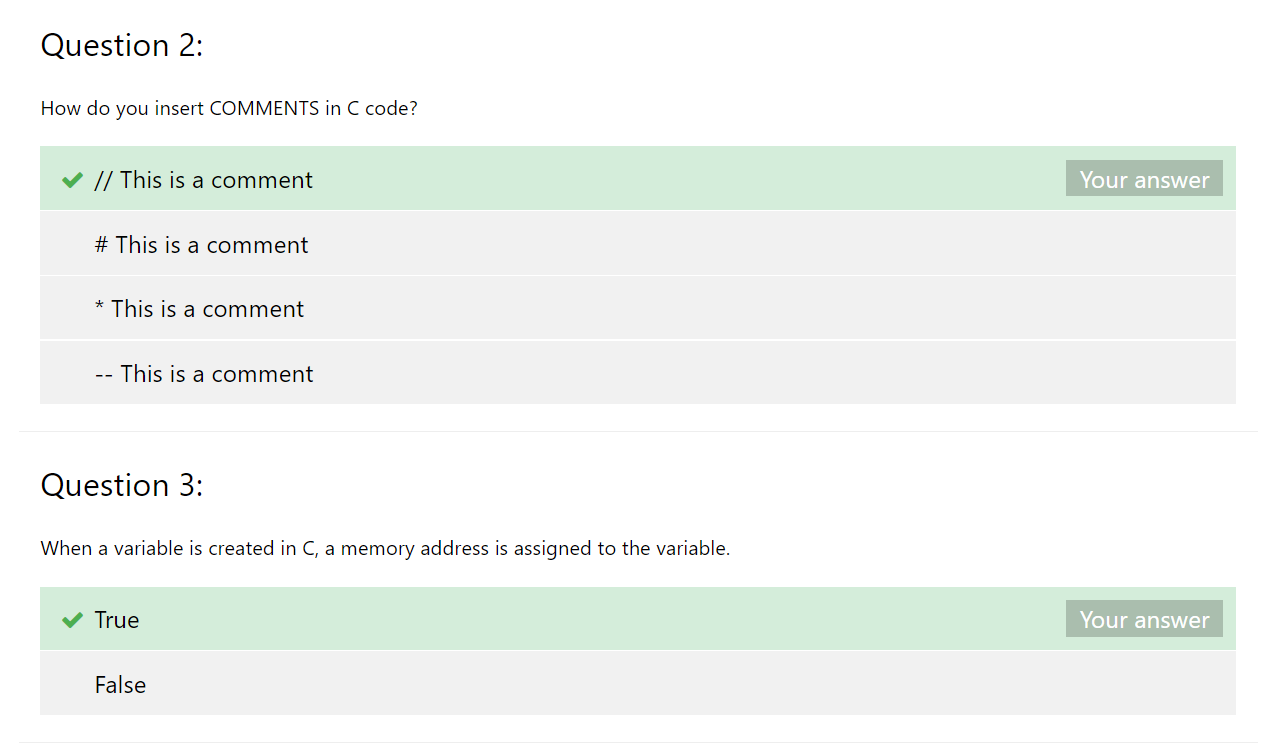 Question 2:
How do you insert COMMENTS in C code?
// This is a comment Your answer
# This is a comment
* This is a comment
-- This is a comment
Question 3:
When a variable is created in C, a memory address is assigned to the variable.
True Your answer
False